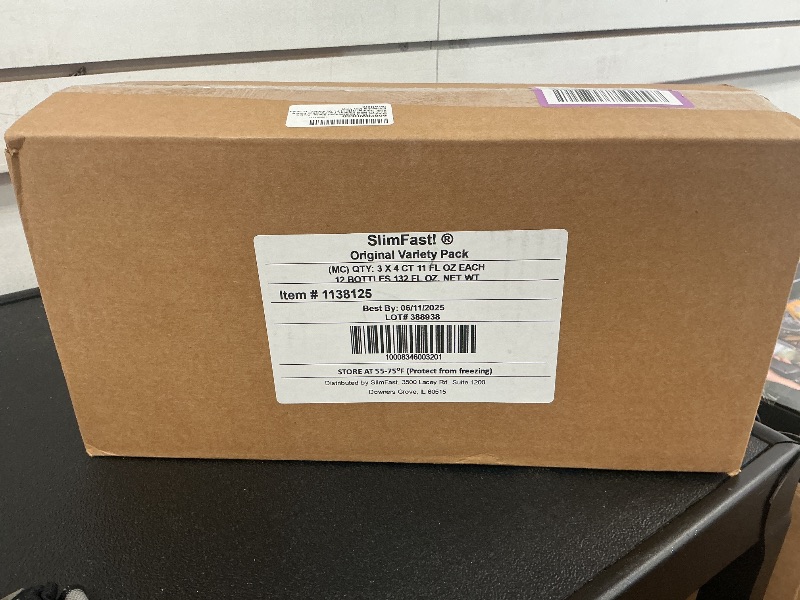 SlimFast! ®
Original Variety Pack
(MC) QTY: 3 X 4 CT 11 FL OZ EACH
12 BOTTLES 132 FL OZ. NET WT
Item # 1138125
Best By: 06/11/2025
LOT# 388938
10008346003201
STORE AT 55-75°F (Protect from freezing)
Distributed by SlimFast, 3500 Lacey Rd, Suite 1200
Downers Grove, IL 60515